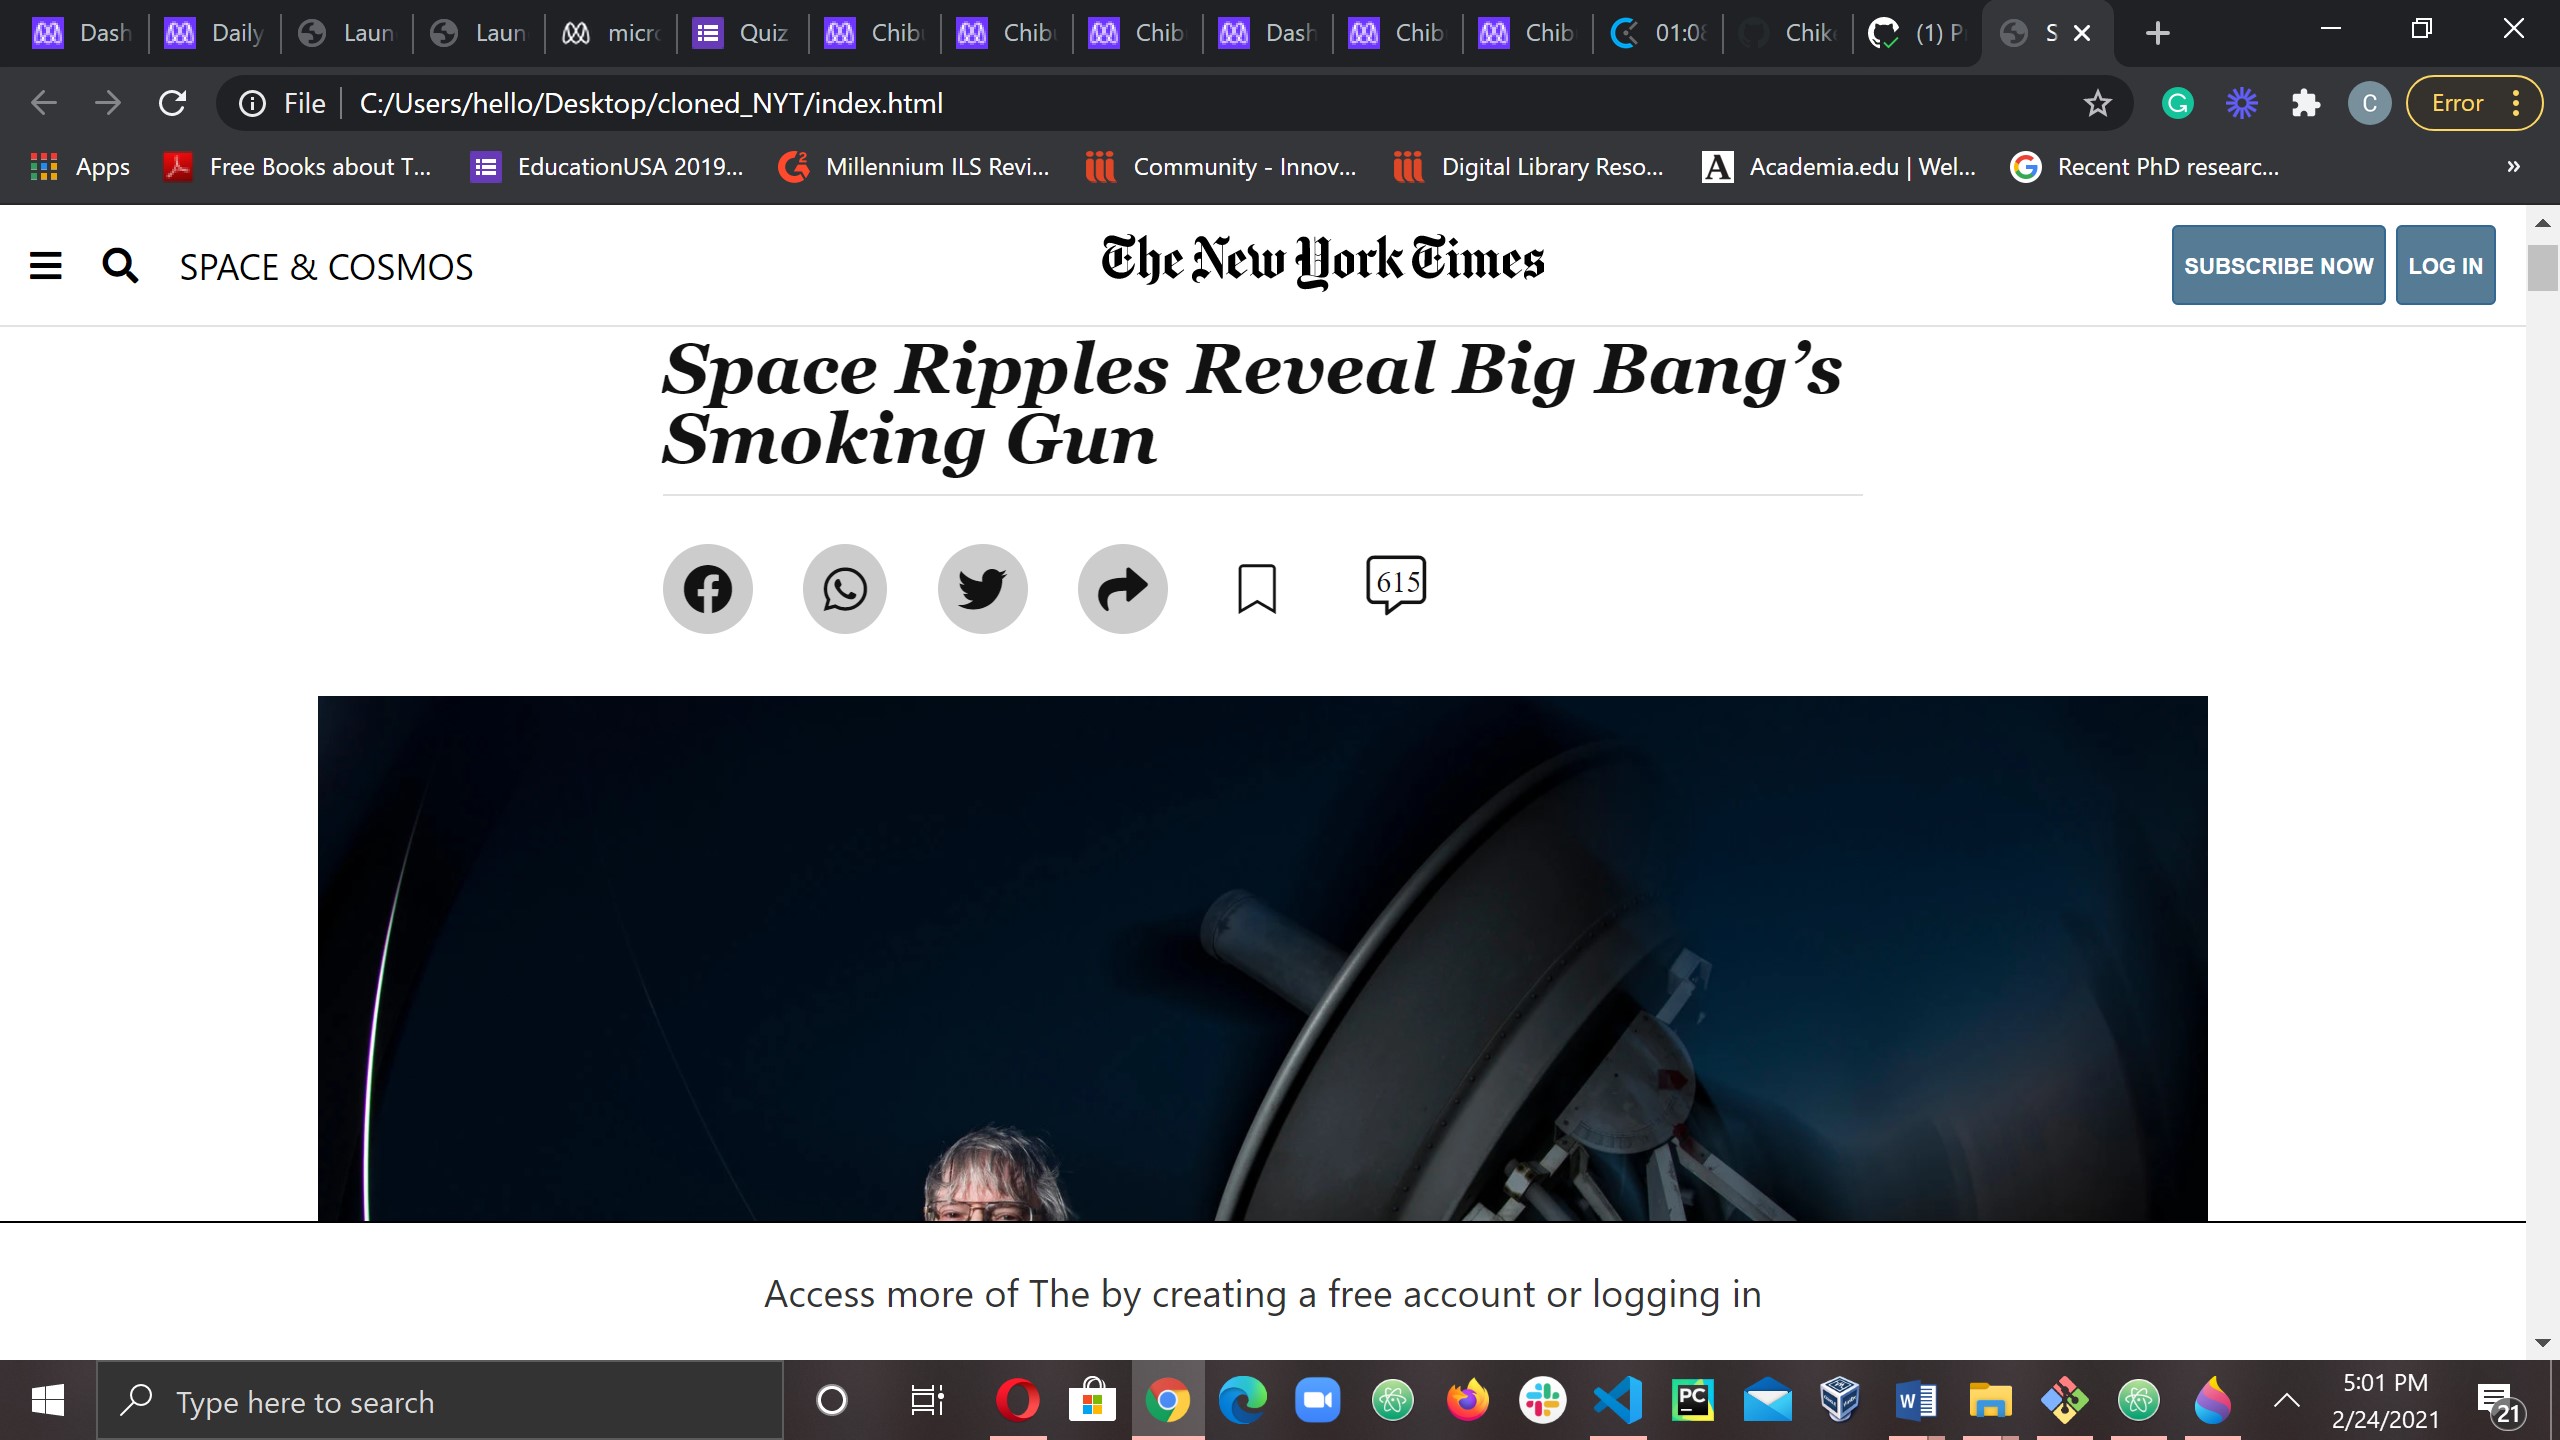 Dash
Daily
Laun
Laun
micro
Quiz
Chib
Chib
Chib
Dash
Chib
Chib
01:08
Chike
(1) P
S
File
C:/Users/hello/Desktop/cloned_NYT/index.html
C
Error
Apps
Free Books about T...
EducationUSA 2019...
Millennium ILS Revi...
Community - Innov...
Digital Library Reso...
Academia.edu | Wel...
Recent PhD researc...
»
SPACE & COSMOS
The New York Times
SUBSCRIBE NOW
LOG IN
Space Ripples Reveal Big Bang’s
Smoking Gun
615
Access more of The by creating a free account or logging in
Type here to search
5:01 PM
2/24/2021
21